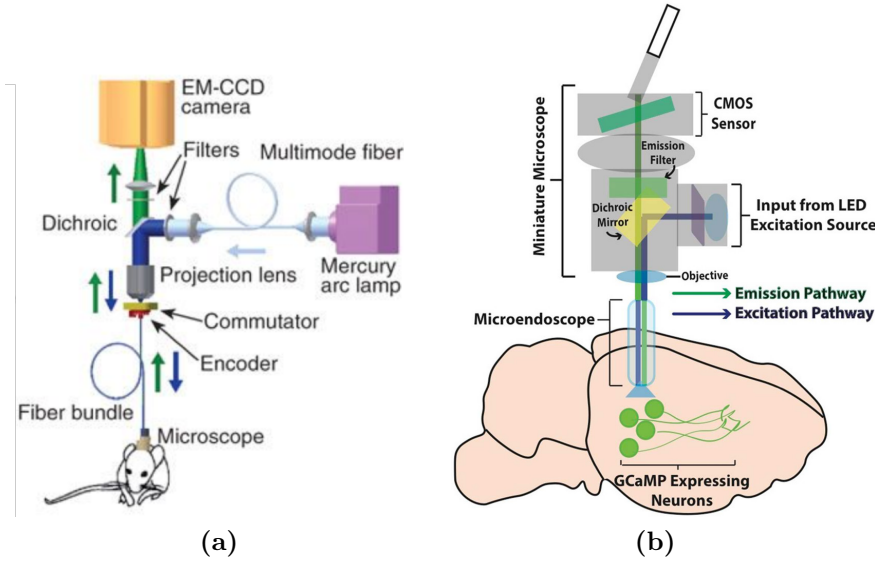 EM-CCD
camera
Filters
Multimode fiber
Dichroic
Projection lens
Mercury
arc lamp
Commutator
Encoder
Fiber bundle
Microscope
(a)
Miniature Microscope
CMOS
Sensor
Emission
Filter
Dichroic
Mirror
Input from LED
Excitation Source
Objective
Emission Pathway
Excitation Pathway
Microendoscope
GCaMP Expressing
Neurons
(b)